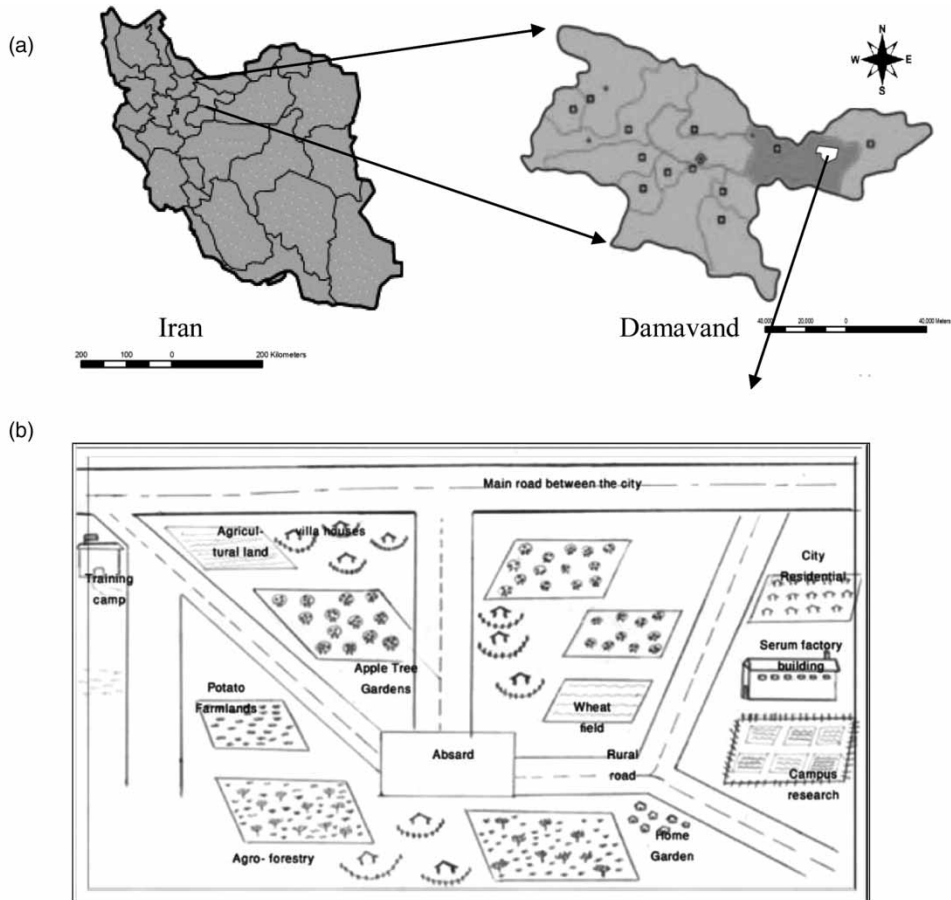 (a)
N
W E
S
Iran
200 100 0 200 Kilometers
Damavand
40,000 20,000 0 40,000 Meters
(b)
Main road between the city
Agricul-
tural land
villa houses
Training
camp
City
Residential
Apple Tree
Gardens
Serum factory
building
Potato
Farmlands
Wheat
field
Absard
Rural
road
Campus
research
Agro- forestry
Home
Garden